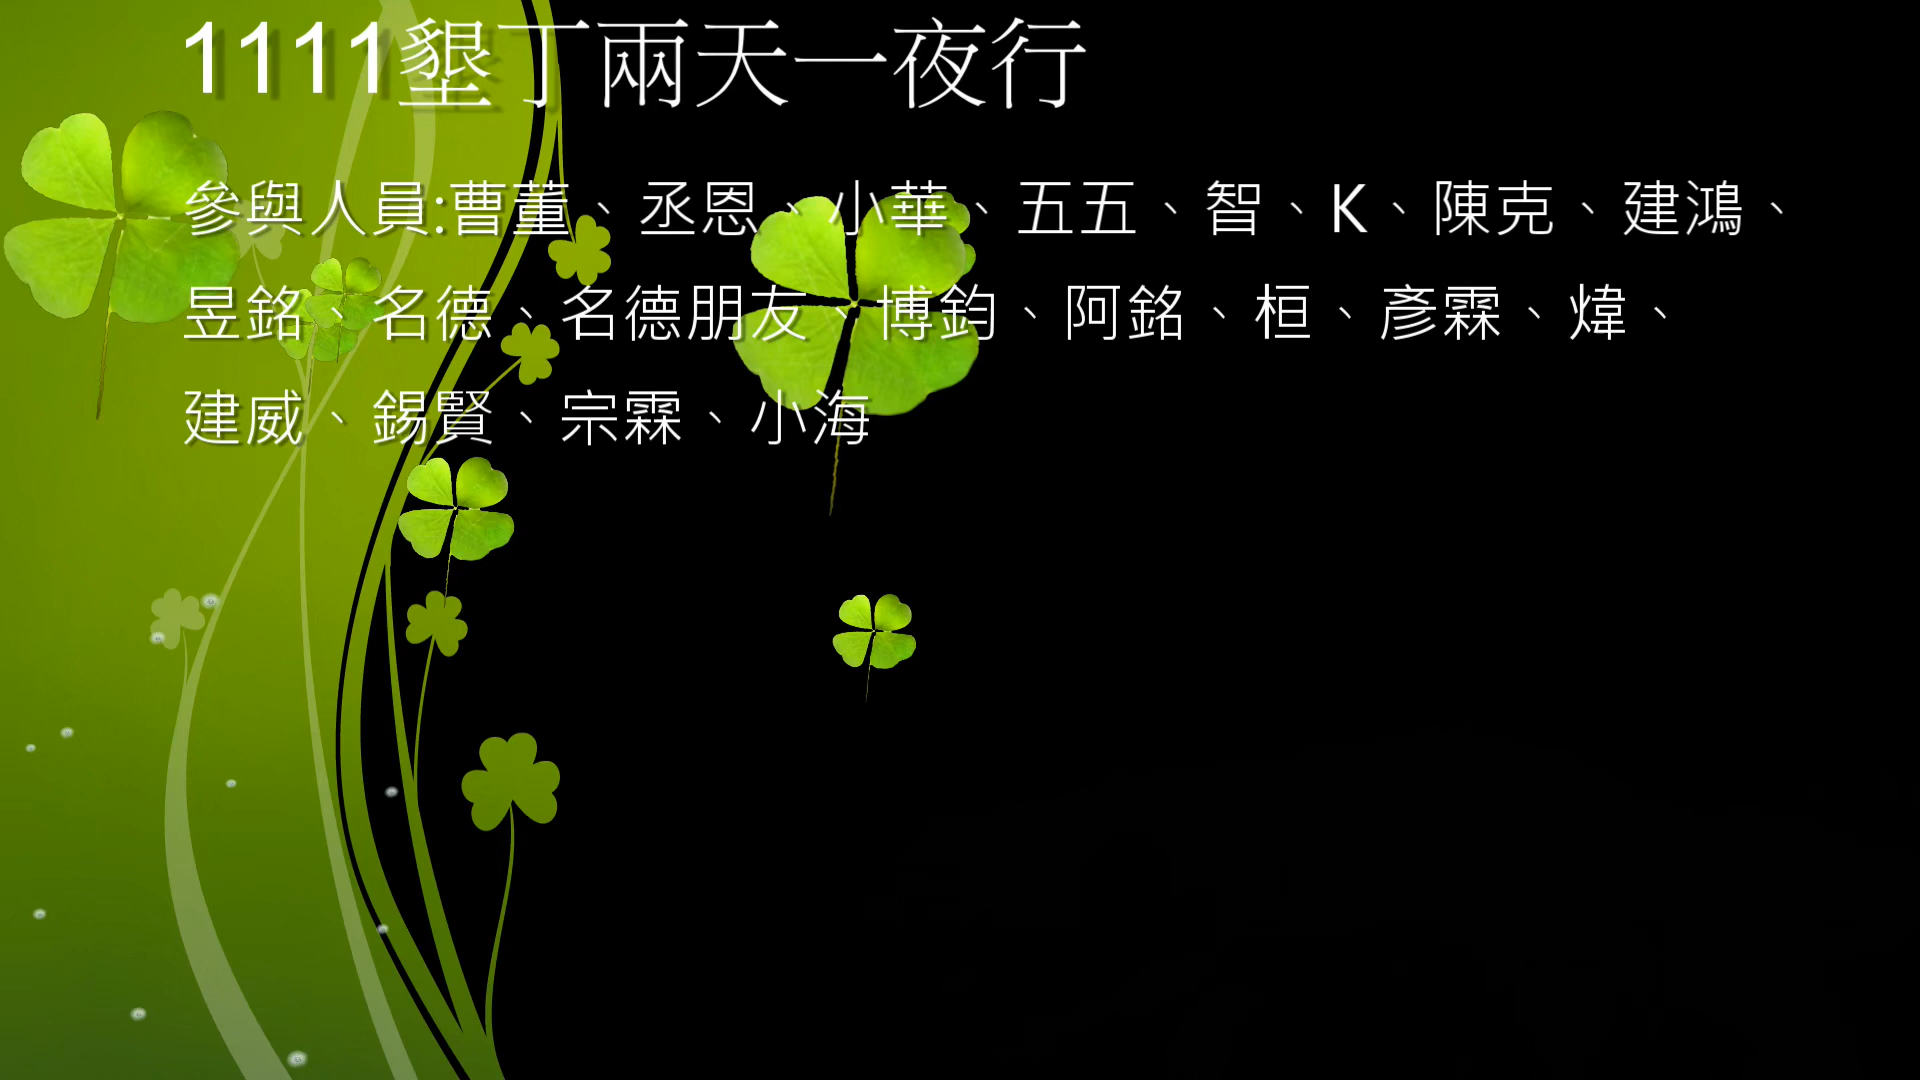 1111墾丁兩天一夜行
參與人員:曹董、丞恩、小華、五五、智、K、陳克、建鴻、
昱銘、名德、名德朋友、博鈞、阿銘、桓、彥霖、煒、
建威、錫賢、宗霖、小海